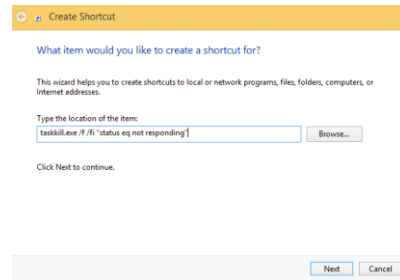 Create Shortcut
What item would you like to create a shortcut for?
This wizard helps you to create shortcuts to local or network programs, files, folders, computers, or
Internet addresses.
Type the location of the item:
taskkill.exe /f /fi "status eq not responding"
Browse...
Click Next to continue.
Next Cancel